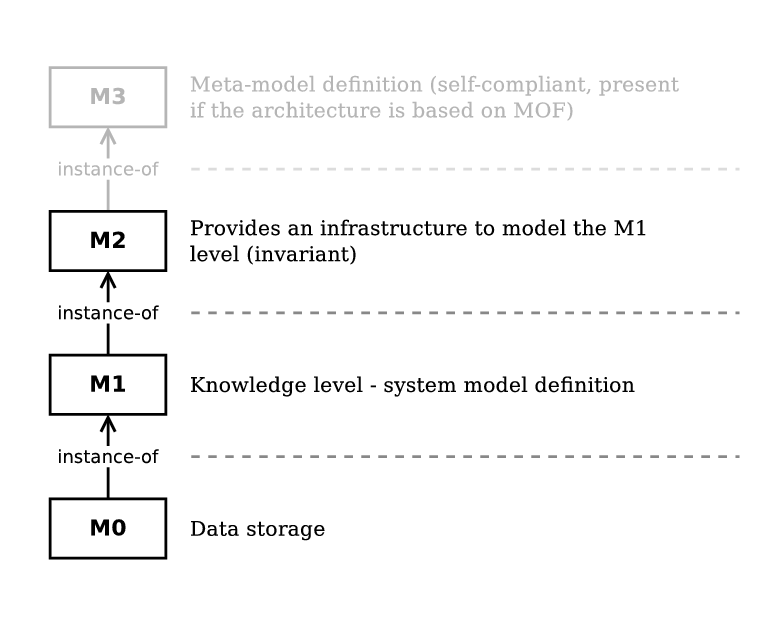 M3
Meta-model definition (self-compliant, present
if the architecture is based on MOF)
instance-of
M2
Provides an infrastructure to model the M1
level (invariant)
instance-of
M1
Knowledge level - system model definition
instance-of
M0
Data storage